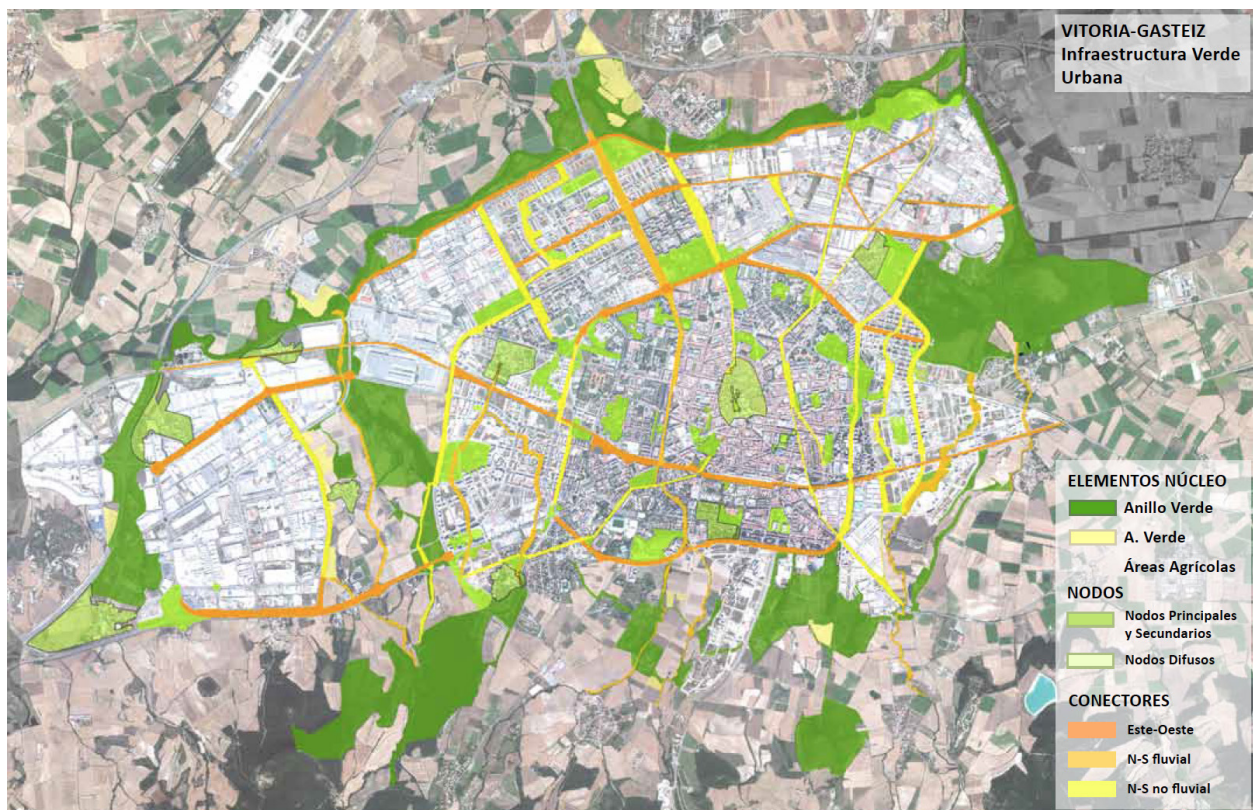 VITORIA-GASTEIZ
Infraestructura Verde
Urbana
ELEMENTOS NÚCLEO
Anillo Verde
A. Verde
Áreas Agrícolas
NODOS
Nodos Principales
y Secundarios
Nodos Difusos
CONECTORES
Este-Oeste
N-S fluvial
N-S no fluvial